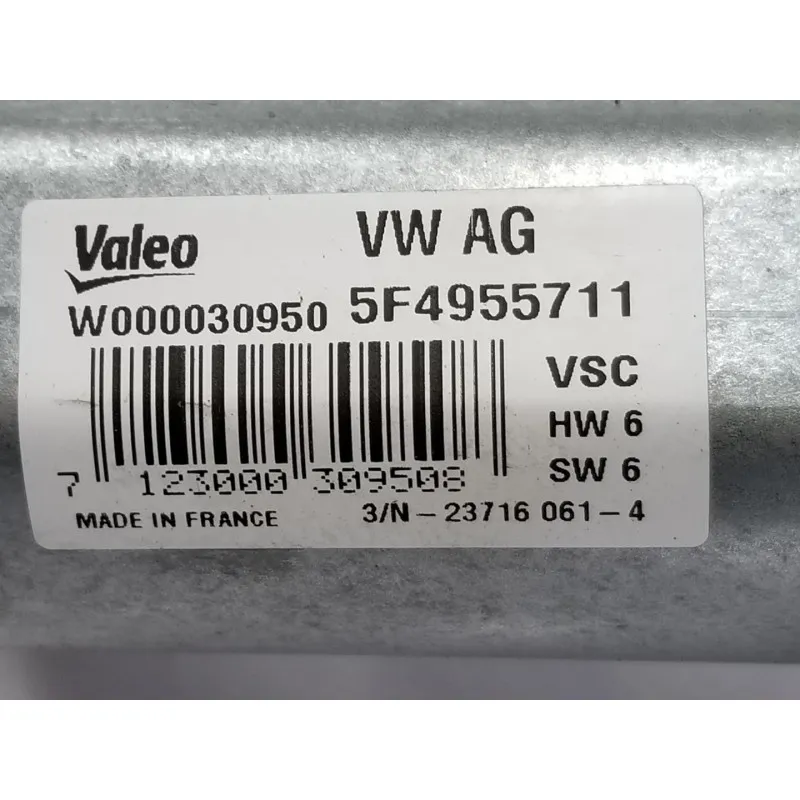 Valeo VW AG
W000030950 5F4955711
VSC
HW 6
SW 6
7 123000 309508
MADE IN FRANCE 3/N - 23716 061 - 4